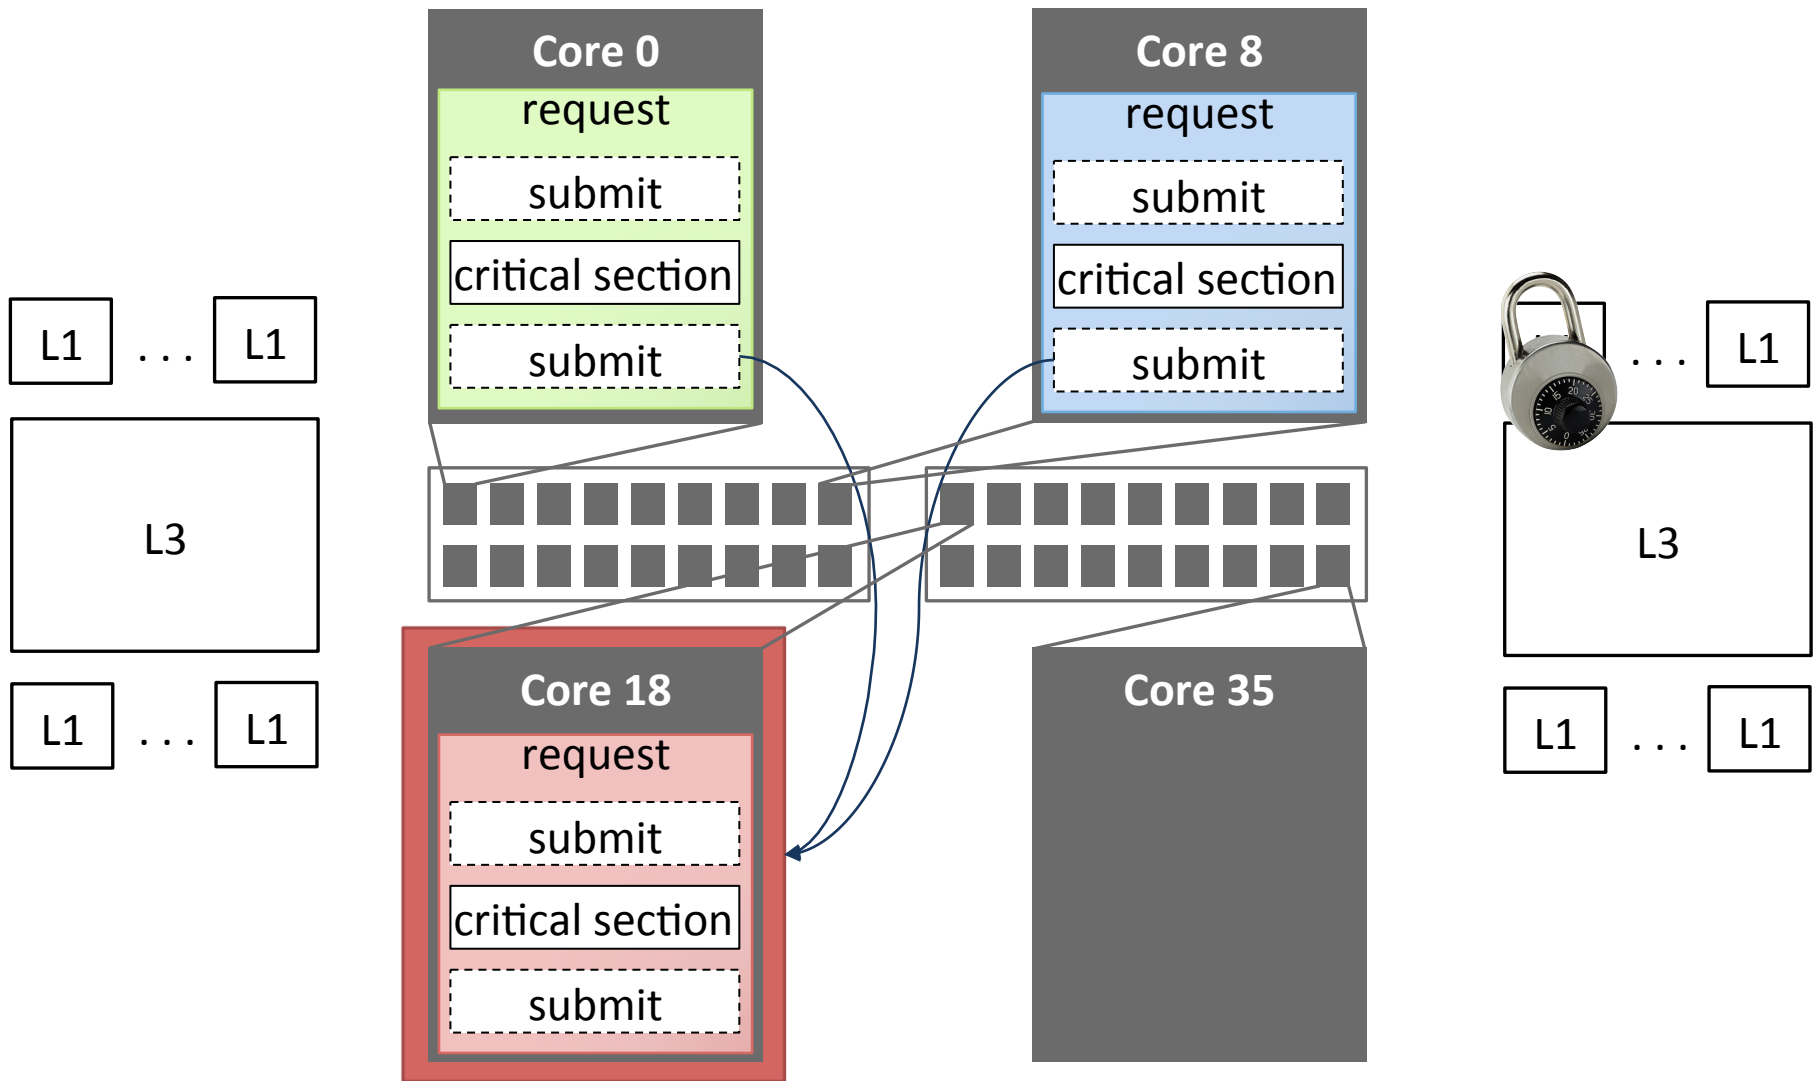 Core 0
request
submit
critical section
submit
Core 8
request
submit
critical section
submit
L1 . . . L1
L3
L1 . . . L1
. . . L1
L3
L1 . . . L1
Core 18
request
submit
critical section
submit
Core 35